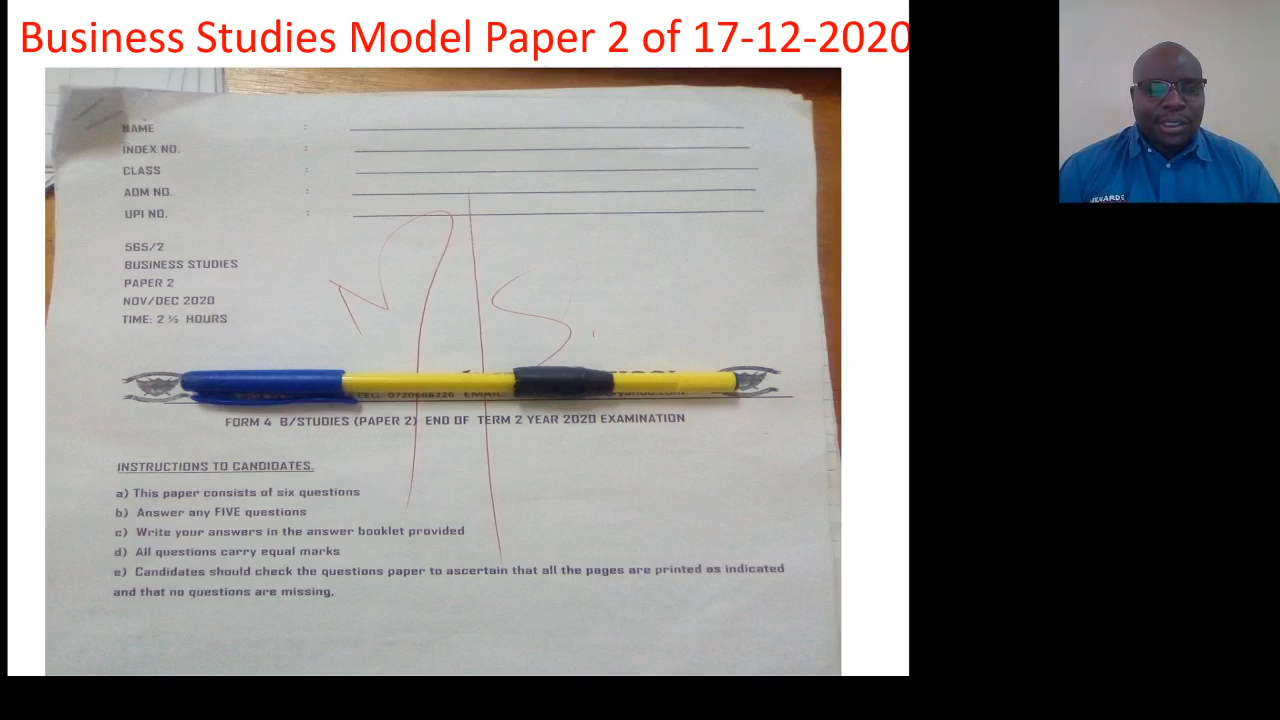 Business Studies Model Paper 2 of 17-12-2020
NAME :
INDEX NO. :
CLASS :
ADM NO. :
UPI NO. :
565/2
BUSINESS STUDIES
PAPER 2
NOV/DEC 2020
TIME: 2 ½ HOURS
CELL: 0720558226 EMAIL:
FORM 4 B/STUDIES (PAPER 2) END OF TERM 2 YEAR 2020 EXAMINATION
INSTRUCTIONS TO CANDIDATES.
a) This paper consists of six questions
b) Answer any FIVE questions
c) Write your answers in the answer booklet provided
d) All questions carry equal marks
e) Candidates should check the questions paper to ascertain that all the pages are printed as indicated
and that no questions are missing.